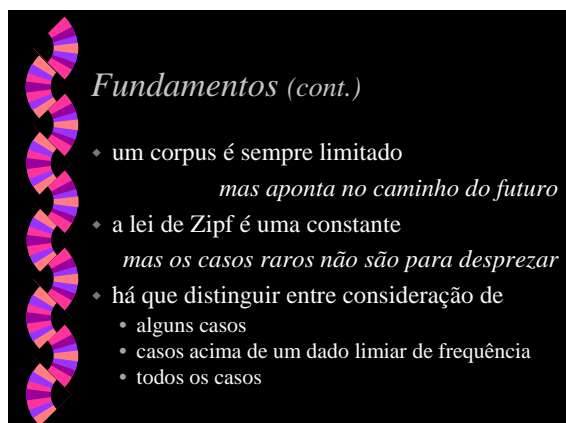 Fundamentos (cont.)
um corpus é sempre limitado
mas aponta no caminho do futuro
a lei de Zipf é uma constante
mas os casos raros não são para desprezar
há que distinguir entre consideração de
alguns casos
casos acima de um dado limiar de frequência
todos os casos